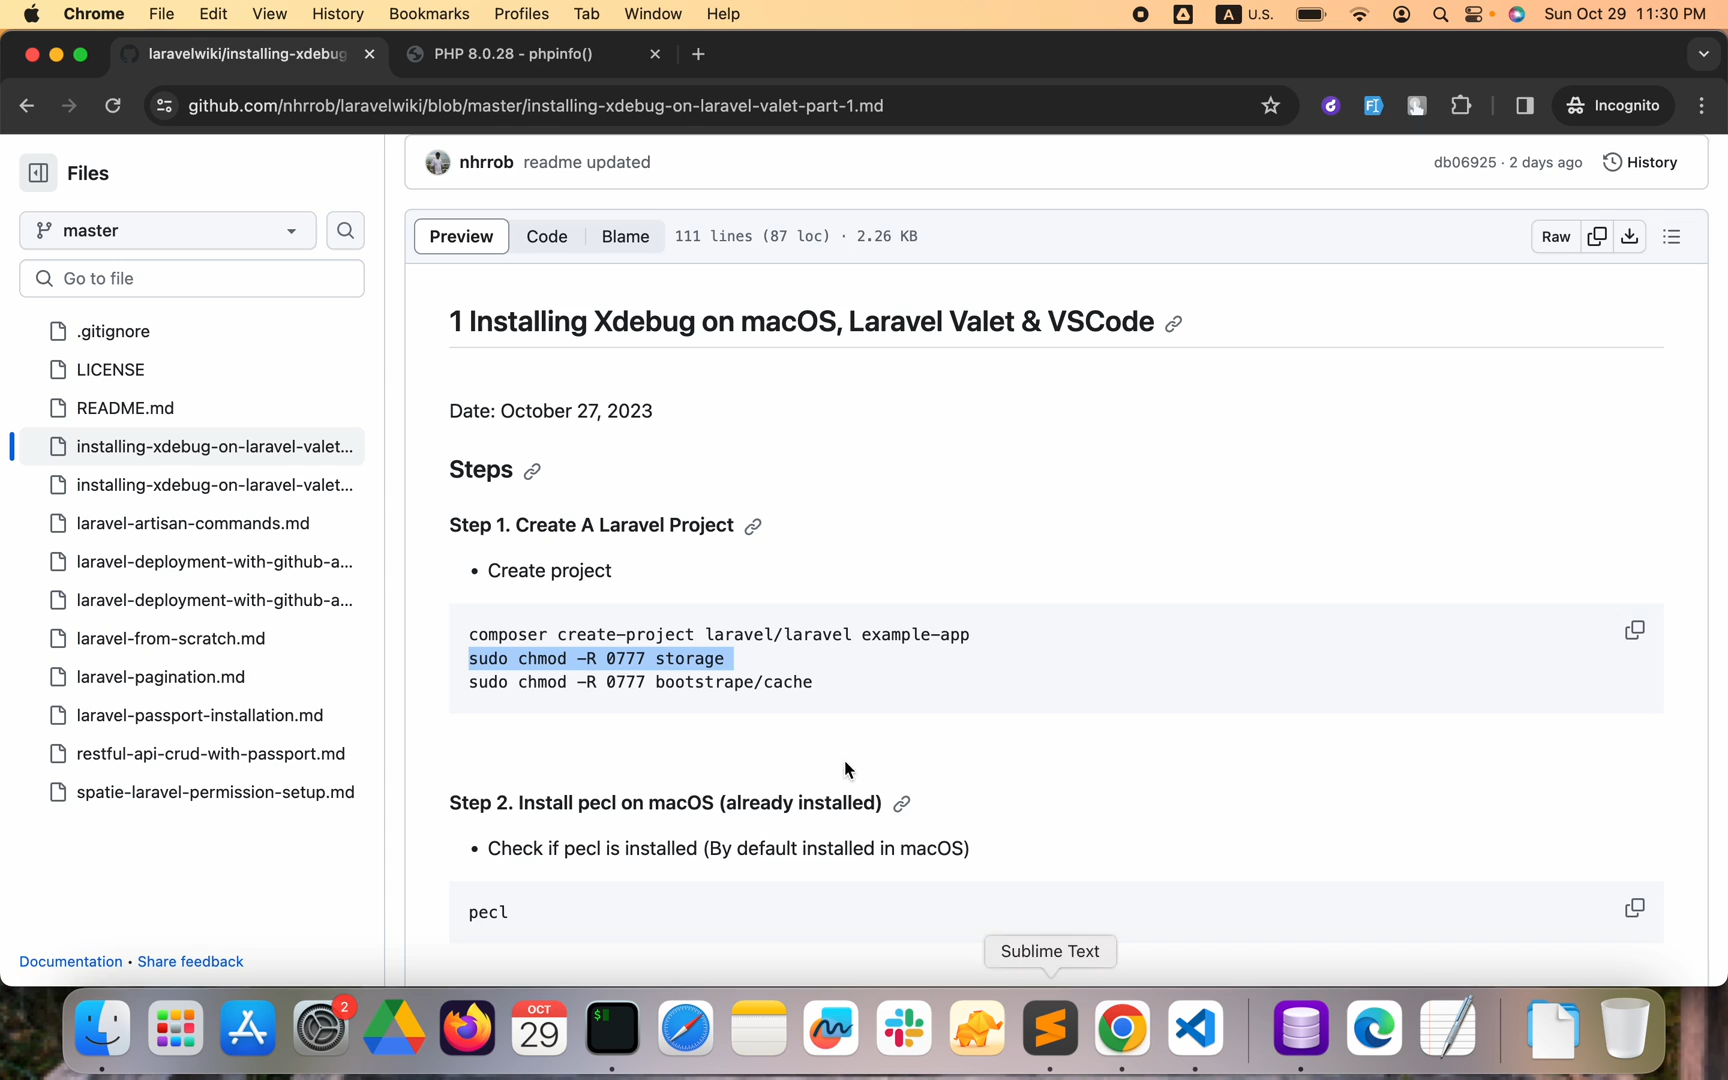 Chrome File Edit View History Bookmarks Profiles Tab Window Help A U.S. Sun Oct 29 11:30 PM
laravelwiki/installing-xdebug PHP 8.0.28 - phpinfo()
github.com/nhrrob/laravelwiki/blob/master/installing-xdebug-on-laravel-valet-part-1.md Incognito
Files
master
Go to file
.gitignore
LICENSE
README.md
installing-xdebug-on-laravel-valet...
installing-xdebug-on-laravel-valet...
laravel-artisan-commands.md
laravel-deployment-with-github-a...
laravel-deployment-with-github-a...
laravel-from-scratch.md
laravel-pagination.md
laravel-passport-installation.md
restful-api-crud-with-passport.md
spatie-laravel-permission-setup.md
Documentation • Share feedback
nhrrob readme updated db06925 · 2 days ago History
Preview Code Blame 111 lines (87 loc) · 2.26 KB Raw
1 Installing Xdebug on macOS, Laravel Valet & VSCode
Date: October 27, 2023
Steps
Step 1. Create A Laravel Project
• Create project
composer create-project laravel/laravel example-app
sudo chmod -R 0777 storage
sudo chmod -R 0777 bootstrape/cache
Step 2. Install pecl on macOS (already installed)
• Check if pecl is installed (By default installed in macOS)
pecl
Sublime Text
2
OCT
29
$